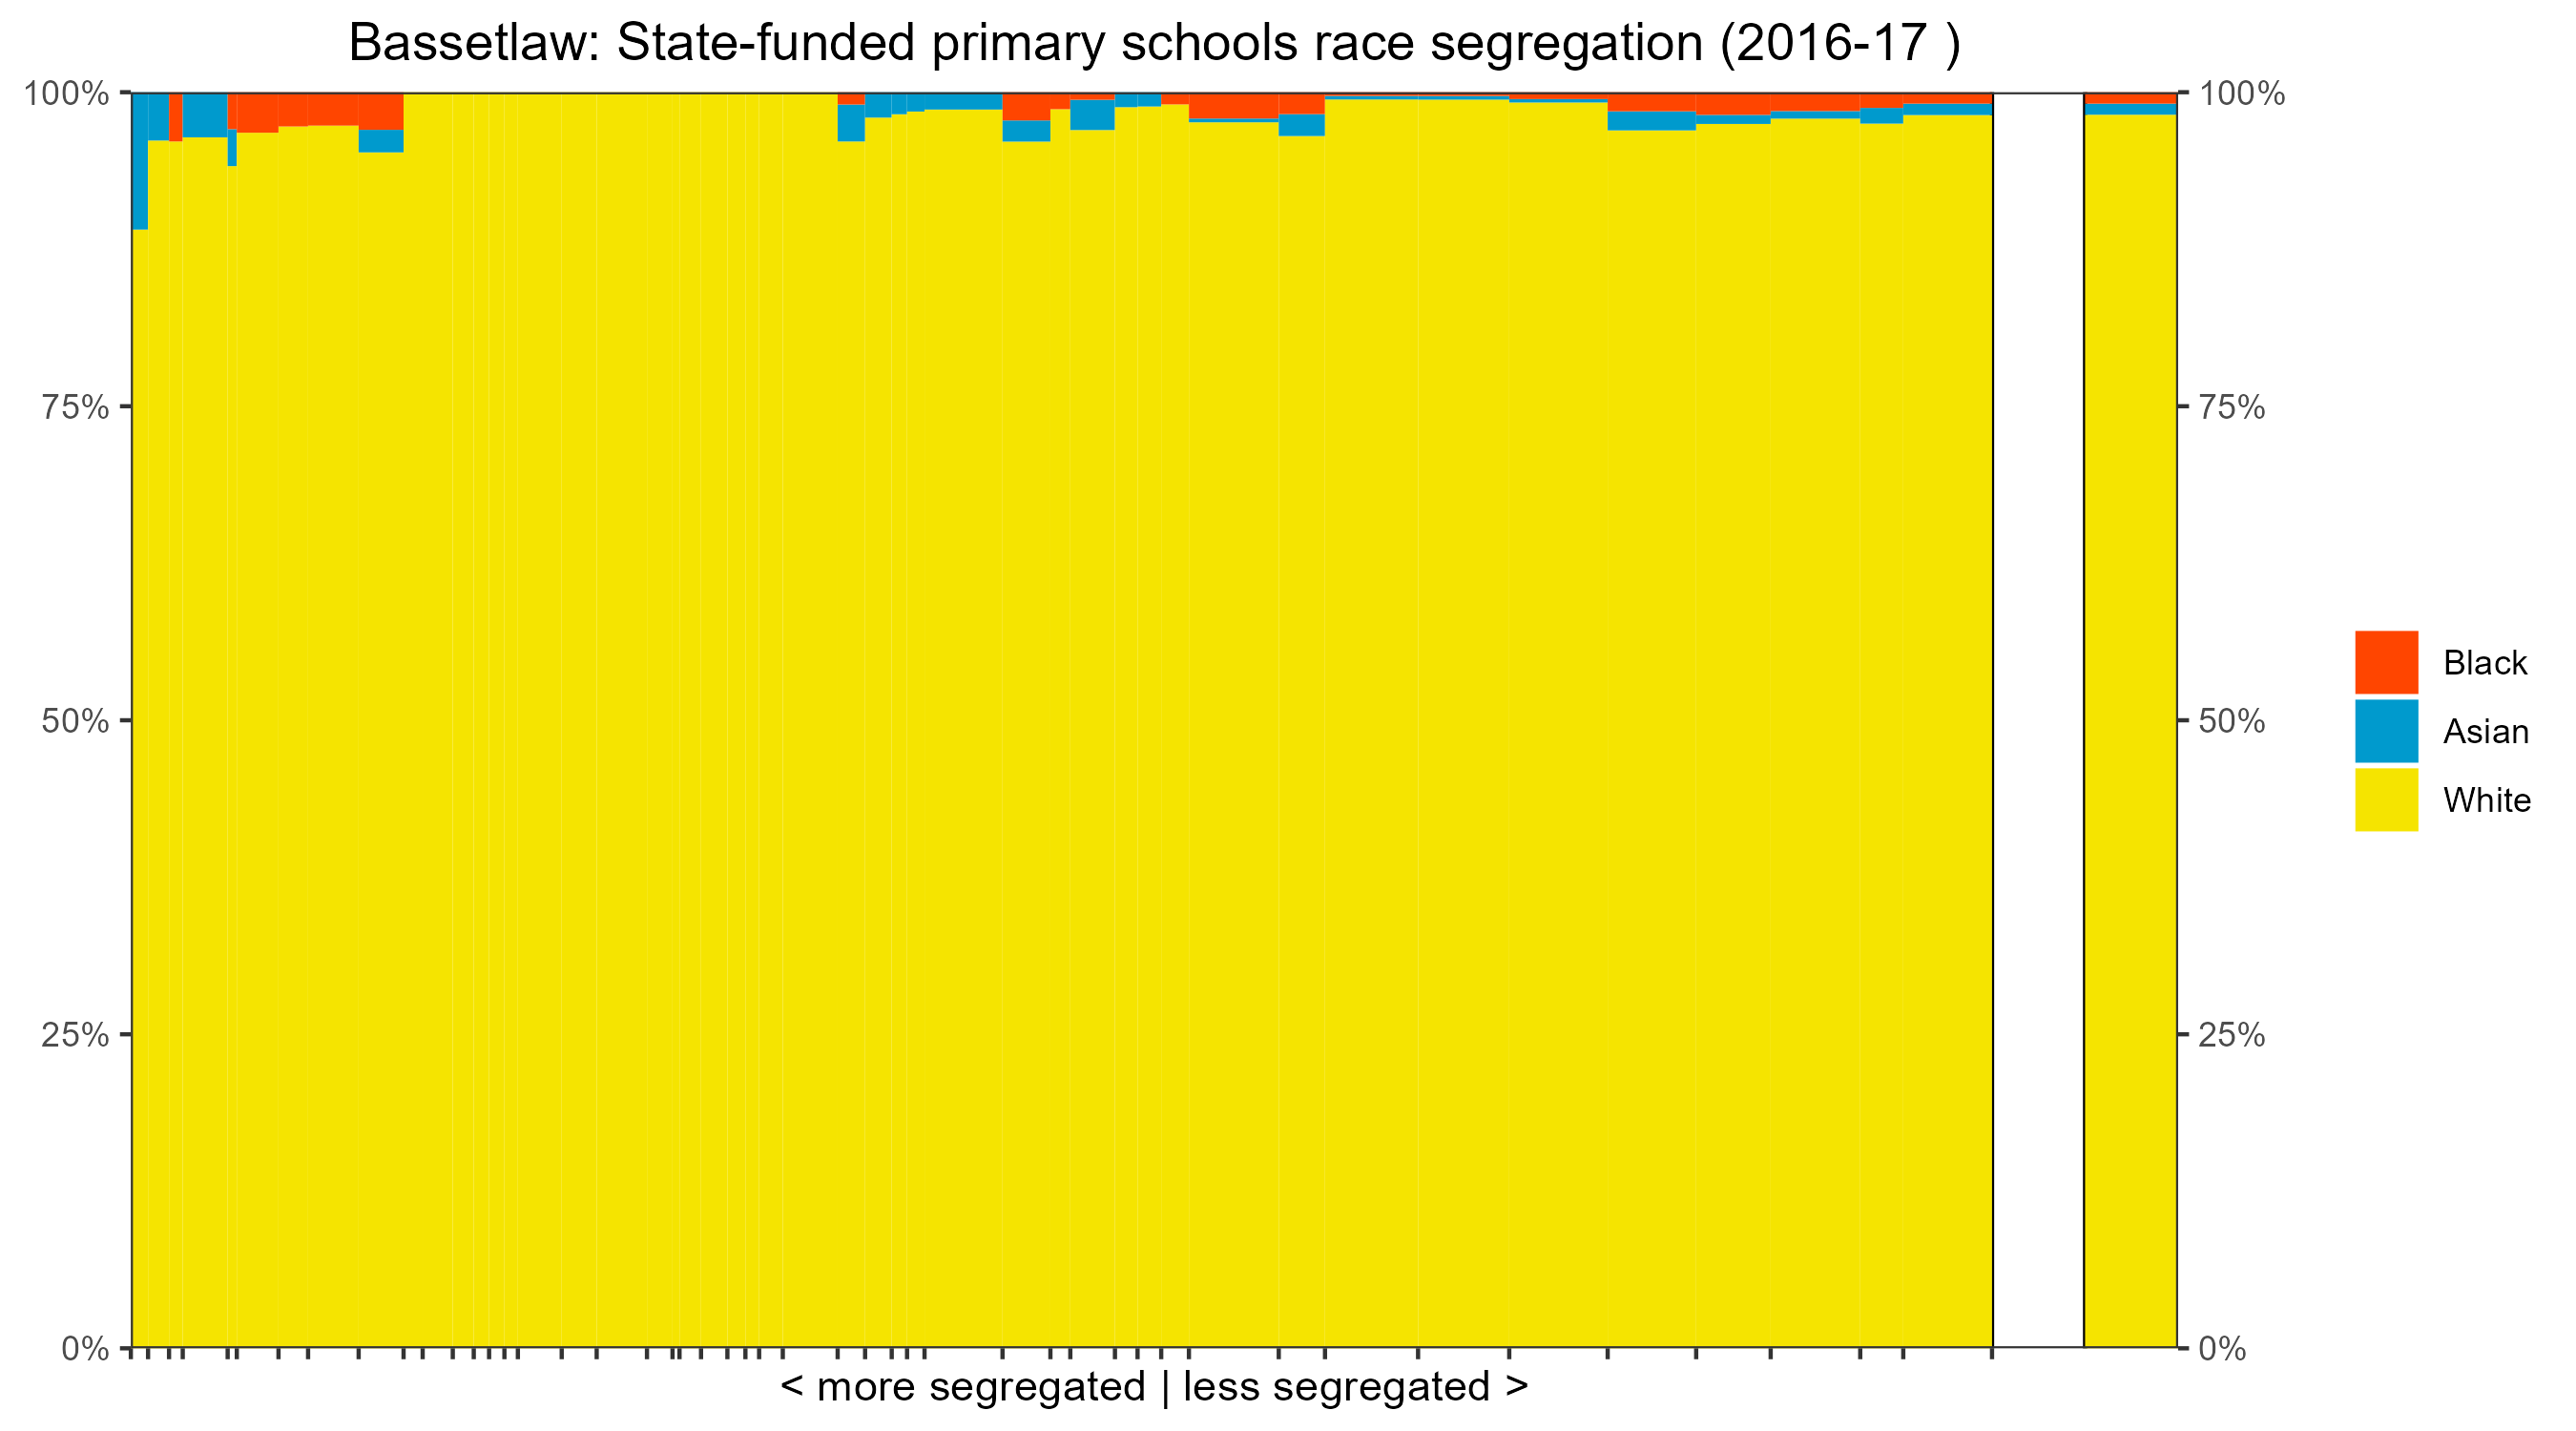 Bassetlaw: State-funded primary schools race segregation (2016-17 )
100%
75%
50%
25%
0%
100%
75%
50%
25%
0%
Black
Asian
White
< more segregated | less segregated >